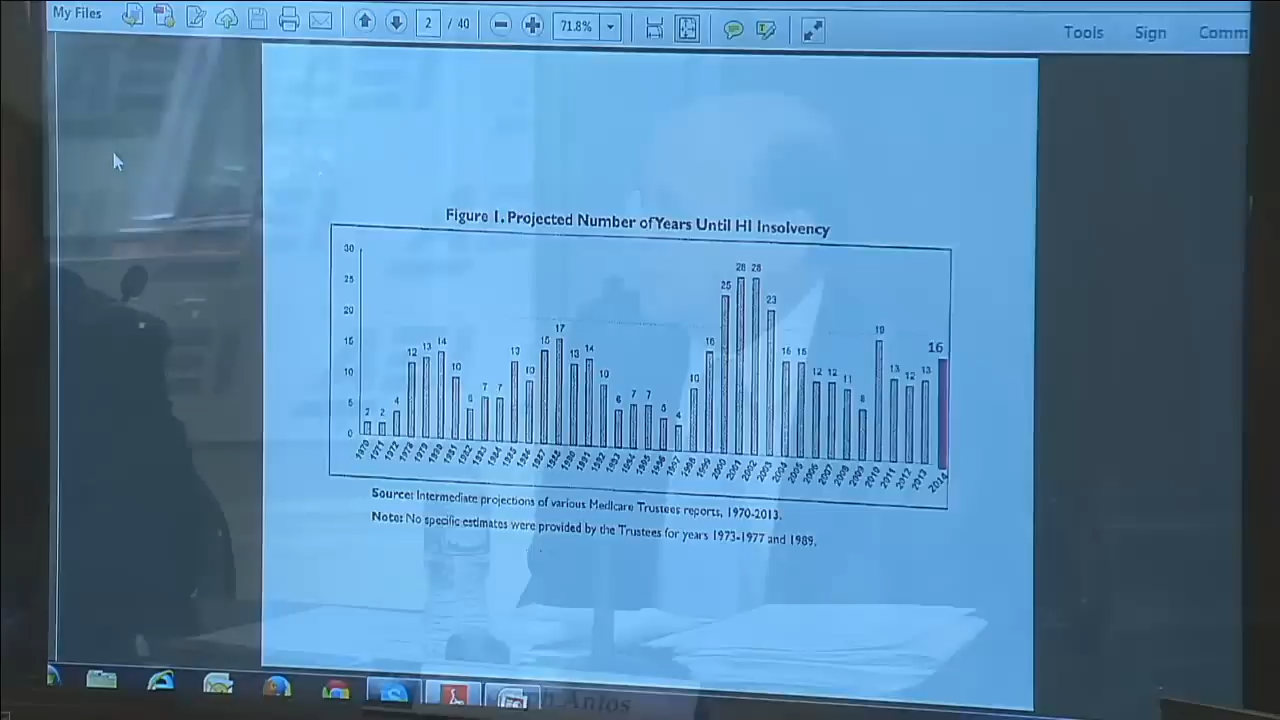 My Files
2 / 40
71.8%
Tools Sign Comm
Figure 1. Projected Number of Years Until HI Insolvency
30
25
20
15
10
5
0
2 2 4 12 13 14 10 7 7 13 10 17 13 14 10 6 7 7 5 4 10 16 25 28 28 23 16 16 12 12 11 19 13 12 13 16
1970 1971 1972 1978 1979 1980 1981 1982 1983 1984 1985 1986 1987 1988 1990 1991 1992 1993 1994 1995 1996 1997 1998 1999 2000 2001 2002 2003 2004 2005 2006 2007 2008 2009 2010 2011 2012 2013 2014
Source: Intermediate projections of various Medicare Trustees reports, 1970-2013.
Note: No specific estimates were provided by the Trustees for years 1973-1977 and 1989.
h Antos